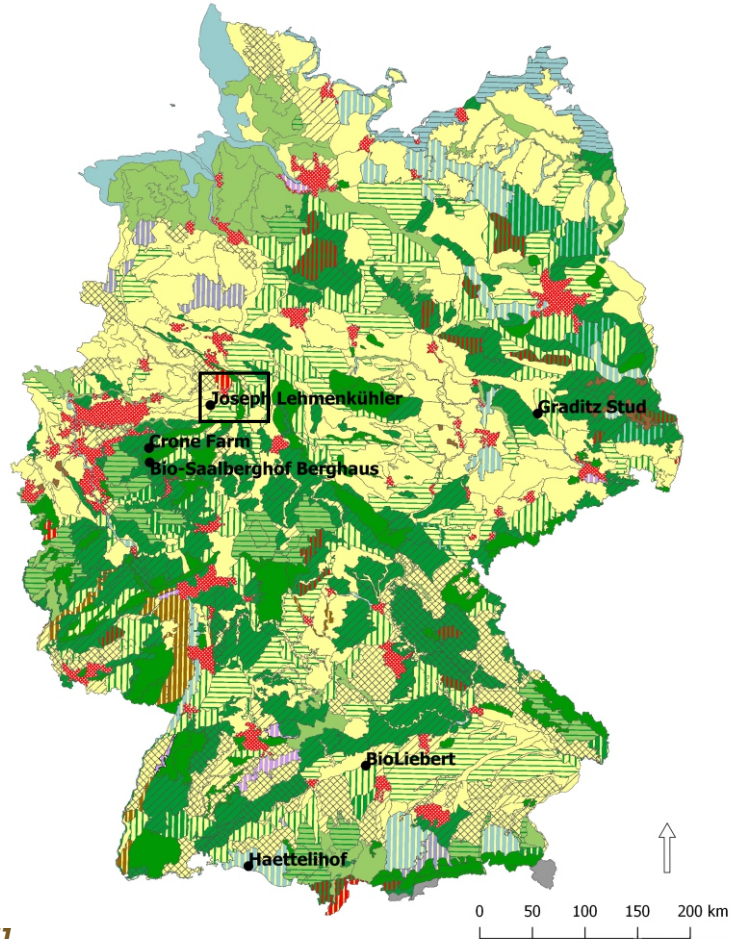 Joseph Lehmenkühler
Graditz Stud
Crone Farm
Bio-Saalberghof Berghaus
BioLiebert
Haettelihof
0 50 100 150 200 km